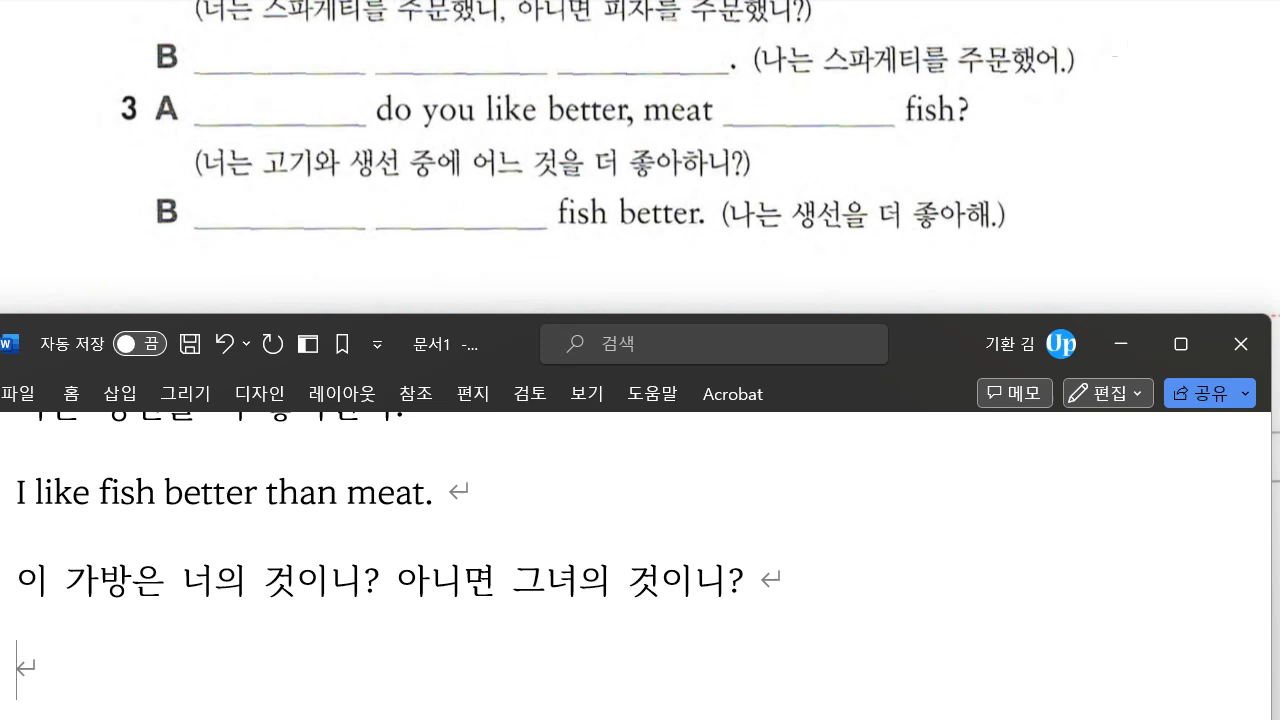 (너는 스파게티를 주문했니, 아니면 피자를 주문했니?)
B . (나는 스파게티를 주문했어.)
3 A do you like better, meat fish?
(너는 고기와 생선 중에 어느 것을 더 좋아하니?)
B fish better. (나는 생선을 더 좋아해.)
자동 저장 끔 문서1 -... 검색 기환 김 Up
파일 홈 삽입 그리기 디자인 레이아웃 참조 편지 검토 보기 도움말 Acrobat 메모 편집 공유
I like fish better than meat.
이 가방은 너의 것이니? 아니면 그녀의 것이니?